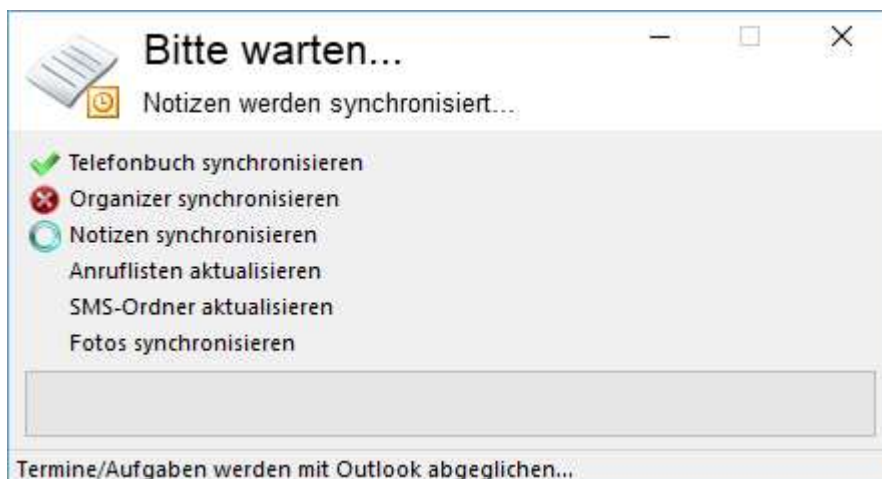 Bitte warten...
Notizen werden synchronisiert...
Telefonbuch synchronisieren
Organizer synchronisieren
Notizen synchronisieren
Anruflisten aktualisieren
SMS-Ordner aktualisieren
Fotos synchronisieren
Termine/Aufgaben werden mit Outlook abgeglichen...